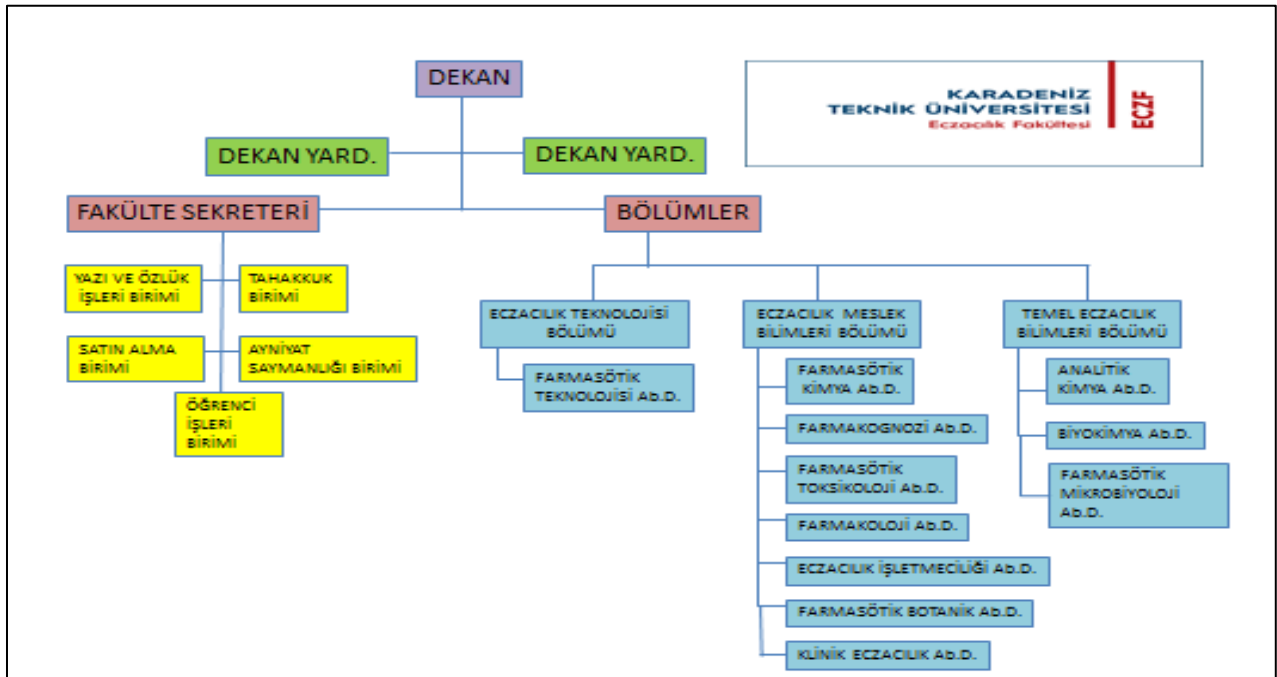 DEKAN
KARADENİZ
TEKNİK ÜNİVERSİTESİ
Eczacılık Fakültesi
ECZF
DEKAN YARD.
DEKAN YARD.
FAKÜLTE SEKRETERİ
BÖLÜMLER
YAZI VE ÖZLÜK
İŞLERİ BİRİMİ
TAHAKKUK
BİRİMİ
SATIN ALMA
BİRİMİ
AYNİYAT
SAYMANLIĞI BİRİMİ
ÖĞRENCİ
İŞLERİ
BİRİMİ
ECZACILIK TEKNOLOJİSİ
BÖLÜMÜ
FARMASÖTİK
TEKNOLOJİSİ Ab.D.
ECZACILIK MESLEK
BİLİMLERİ BÖLÜMÜ
FARMASÖTİK
KİMYA Ab.D.
FARMAKOGNOZİ Ab.D.
FARMASÖTİK
TOKSİKOLOJİ Ab.D.
FARMAKOLOJİ Ab.D.
ECZACILIK İŞLETMECİLİĞİ Ab.D.
FARMASÖTİK BOTANİK Ab.D.
KLİNİK ECZACILIK Ab.D.
TEMEL ECZACILIK
BİLİMLERİ BÖLÜMÜ
ANALİTİK
KİMYA Ab.D.
BİYOKİMYA Ab.D.
FARMASÖTİK
MİKROBİYOLOJİ
Ab.D.